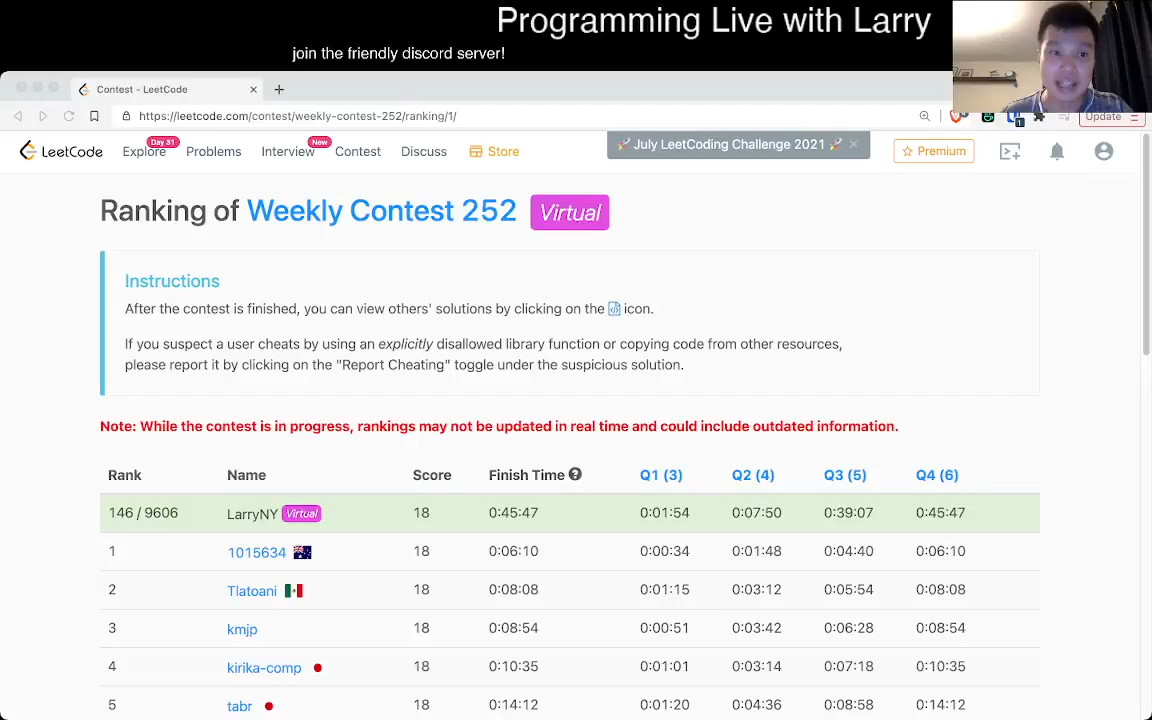 Programming Live with Larry
join the friendly discord server!
Contest - LeetCode
https://leetcode.com/contest/weekly-contest-252/ranking/1/
1
Update
LeetCode
Explore
Day 31
Problems
Interview
New
Contest
Discuss
Store
🚀 July LeetCoding Challenge 2021 🚀
Premium
Ranking of Weekly Contest 252 Virtual
Instructions
After the contest is finished, you can view others' solutions by clicking on the icon.
If you suspect a user cheats by using an explicitly disallowed library function or copying code from other resources,
please report it by clicking on the "Report Cheating" toggle under the suspicious solution.
Note: While the contest is in progress, rankings may not be updated in real time and could include outdated information.
Rank Name Score Finish Time Q1 (3) Q2 (4) Q3 (5) Q4 (6)
146 / 9606 LarryNY Virtual 18 0:45:47 0:01:54 0:07:50 0:39:07 0:45:47
1 1015634 18 0:06:10 0:00:34 0:01:48 0:04:40 0:06:10
2 Tlatoani 18 0:08:08 0:01:15 0:03:12 0:05:54 0:08:08
3 kmjp 18 0:08:54 0:00:51 0:03:42 0:06:28 0:08:54
4 kirika-comp 18 0:10:35 0:01:01 0:03:14 0:07:18 0:10:35
5 tabr 18 0:14:12 0:01:20 0:04:36 0:08:58 0:14:12